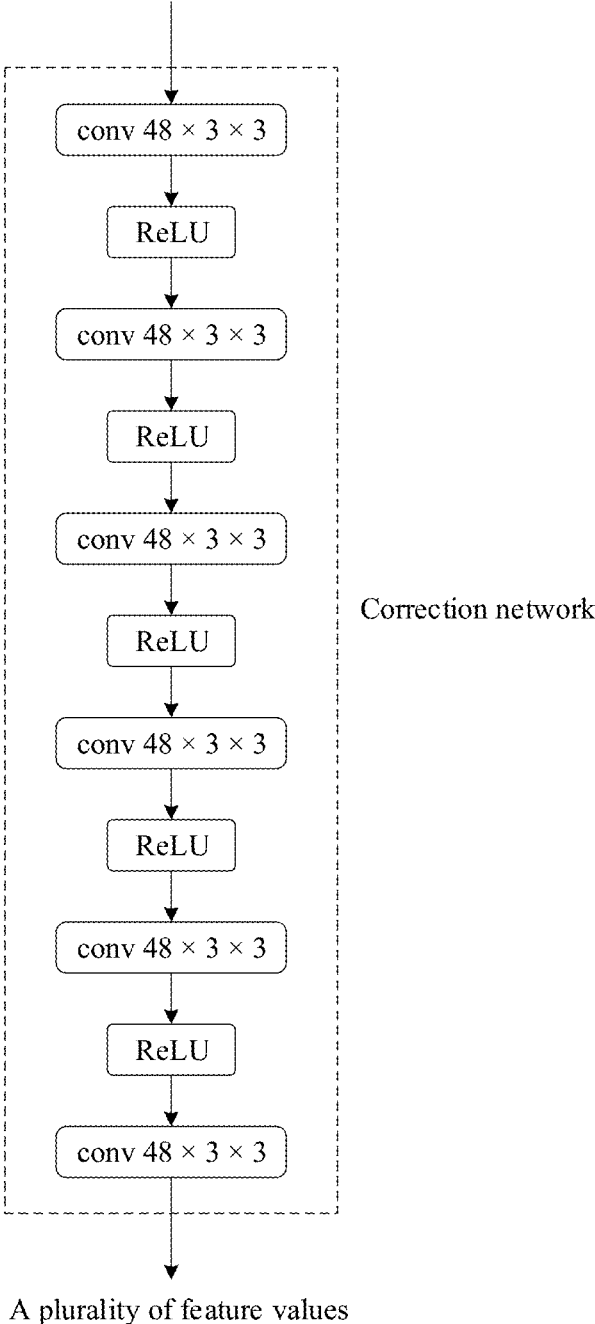 conv 48 × 3 × 3
ReLU
conv 48 × 3 × 3
ReLU
conv 48 × 3 × 3
Correction network
ReLU
conv 48 × 3 × 3
ReLU
conv 48 × 3 × 3
ReLU
conv 48 × 3 × 3
A plurality of feature values